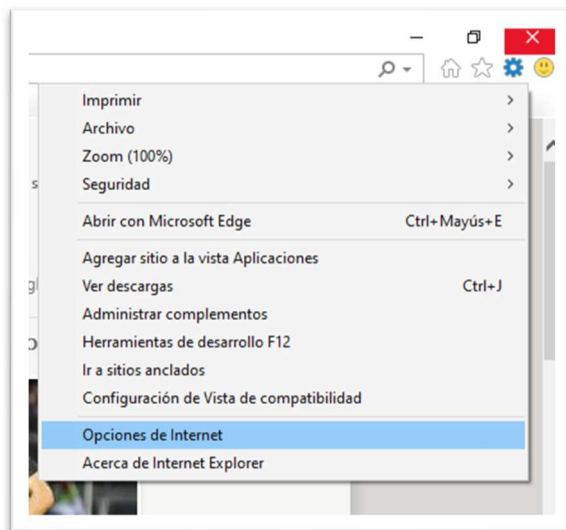 Imprimir
Archivo
Zoom (100%)
Seguridad
Abrir con Microsoft Edge Ctrl+Mayús+E
Agregar sitio a la vista Aplicaciones
Ver descargas Ctrl+J
Administrar complementos
Herramientas de desarrollo F12
Ir a sitios anclados
Configuración de Vista de compatibilidad
Opciones de Internet
Acerca de Internet Explorer